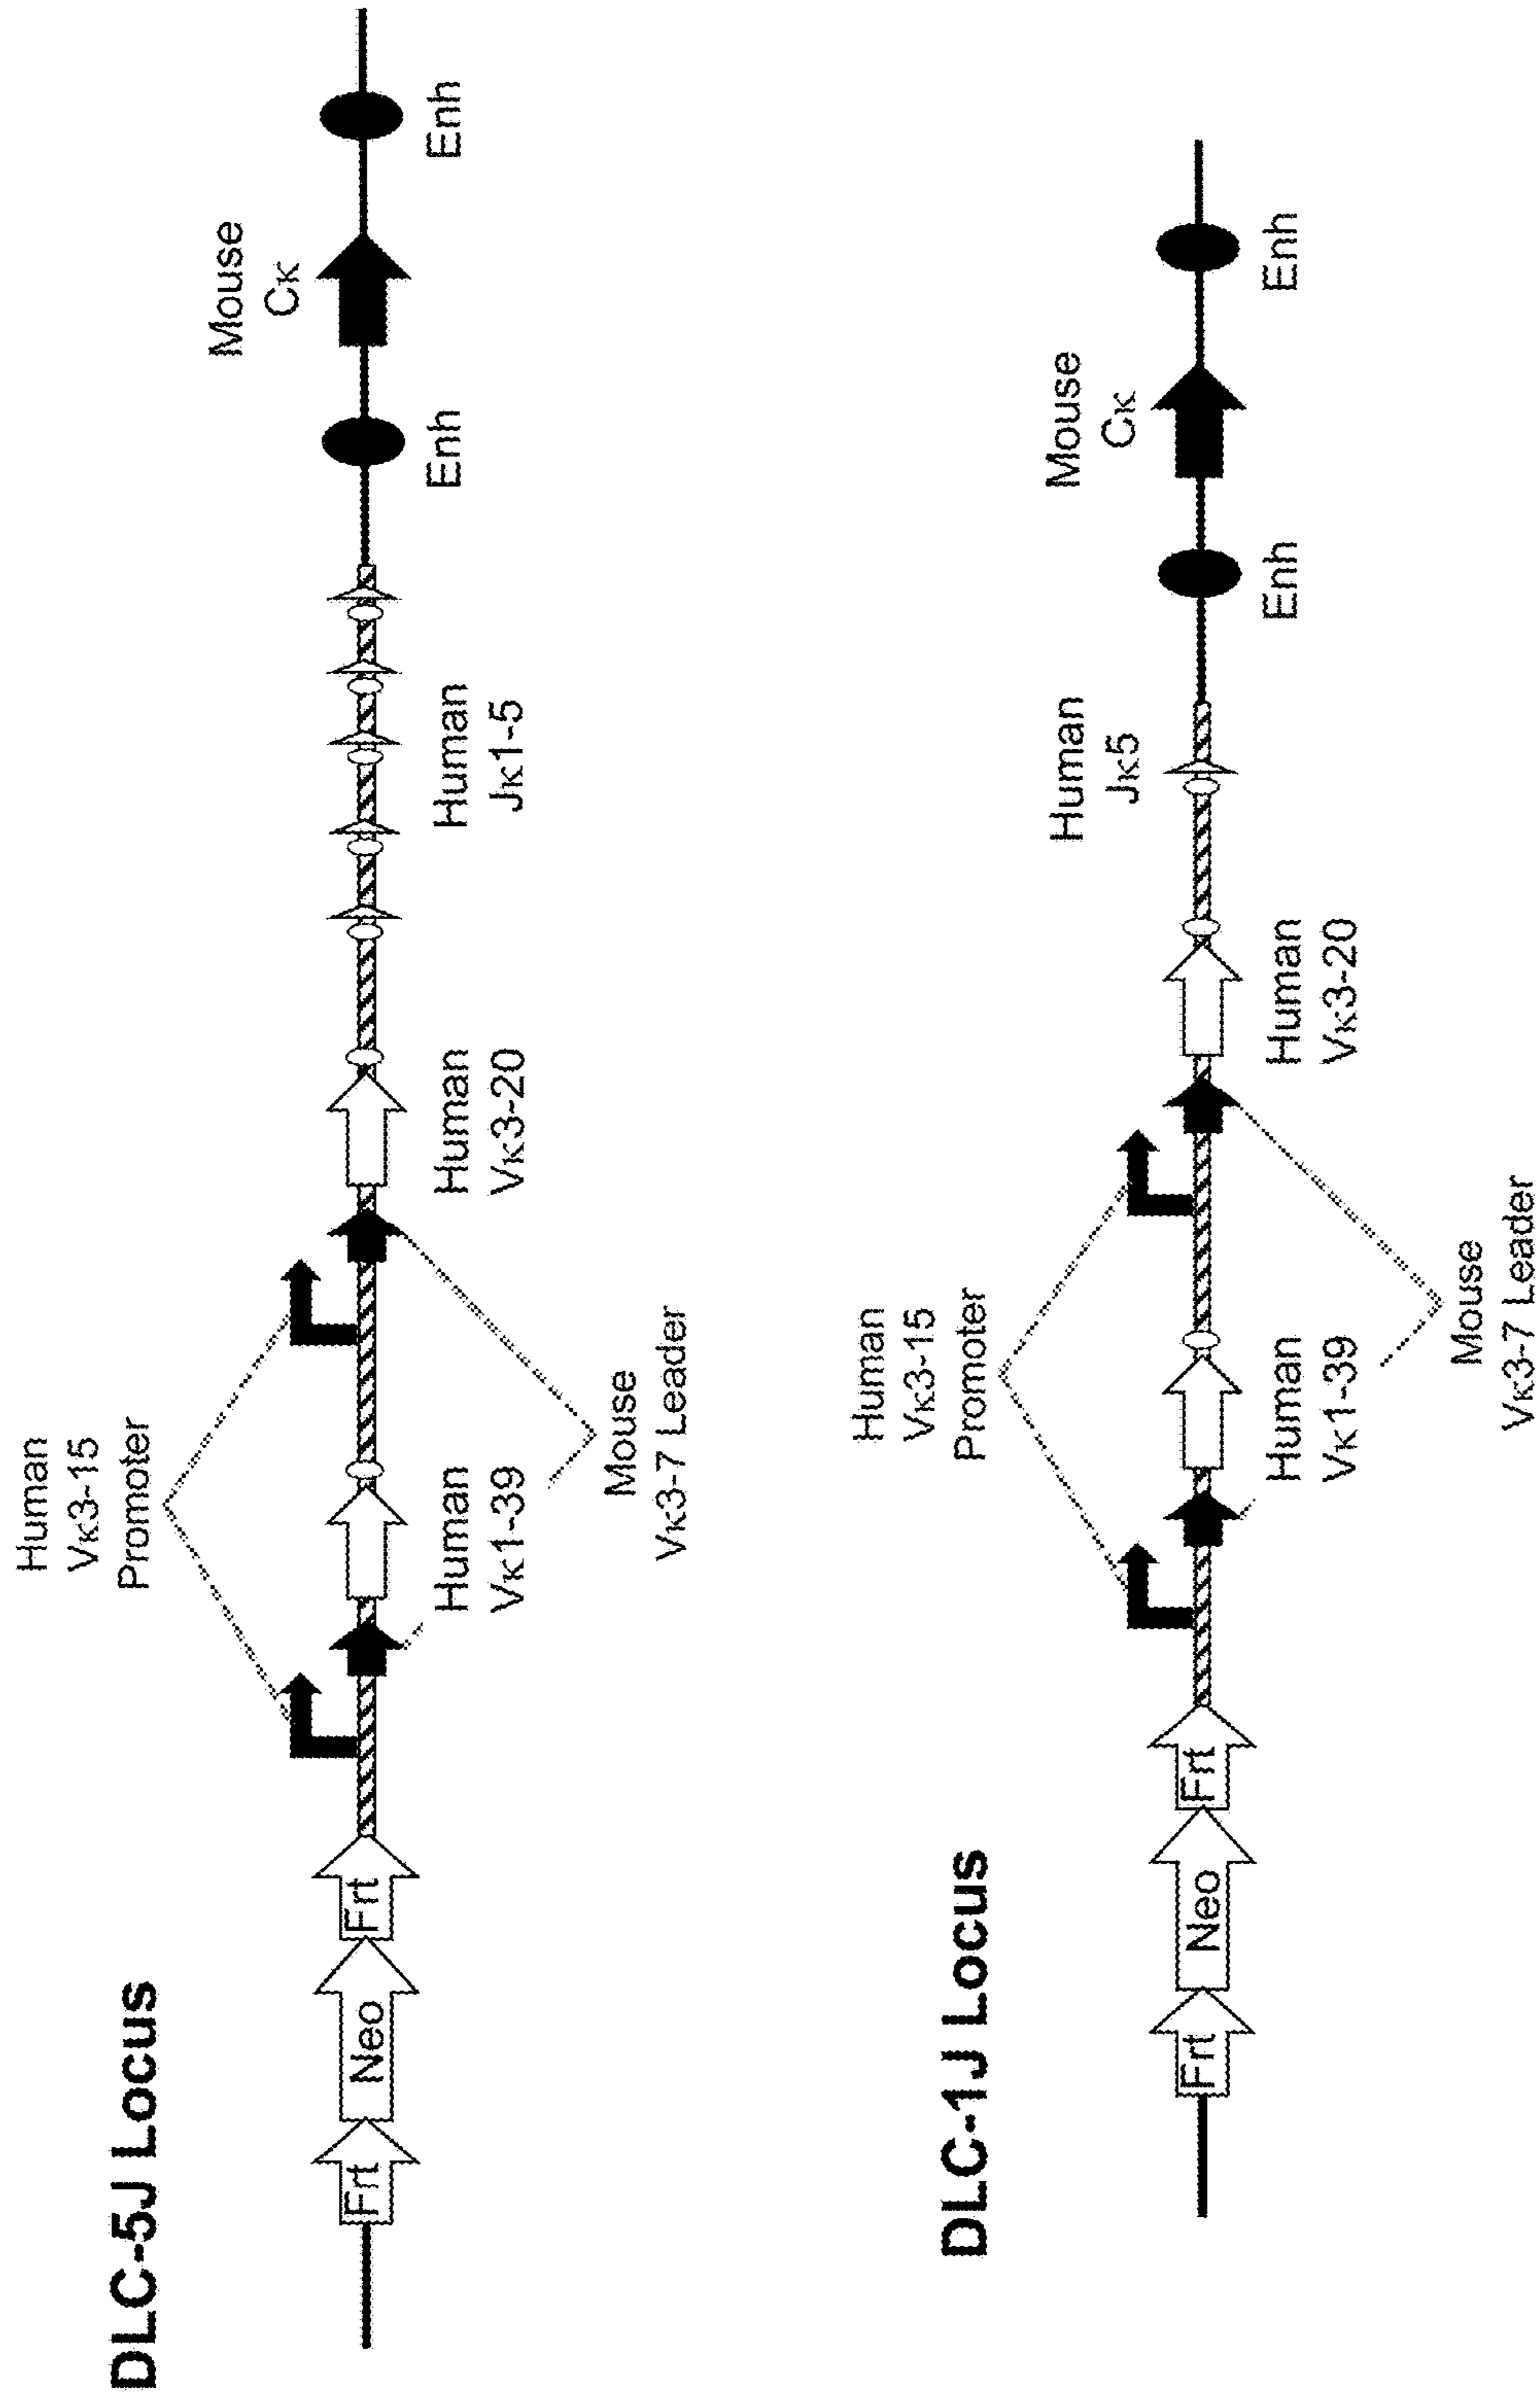 DLC-5J Locus
Human
Vκ3-15
Promoter
Mouse
Cκ
Frt
Neo
Frt
Enh
Enh
Human
Vκ1-39
Human
Vκ3-20
Human
Jκ1-5
Mouse
Vκ3-7 Leader
DLC-1J Locus
Human
Vκ3-15
Promoter
Human
Jκ5
Mouse
Cκ
Frt
Neo
Frt
Enh
Enh
Human
Vκ1-39
Human
Vκ3-20
Mouse
Vκ3-7 Leader